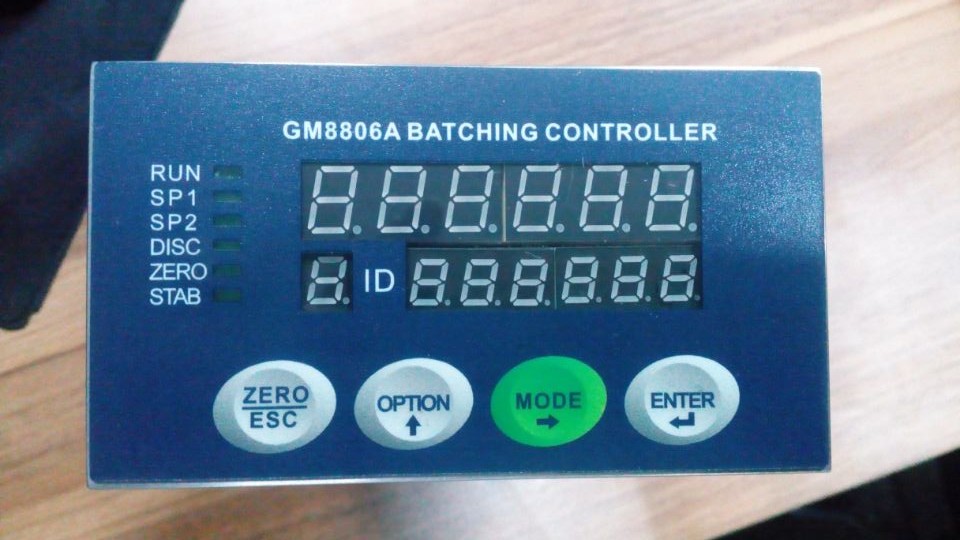 GM8806A BATCHING CONTROLLER
RUN
SP1
SP2
DISC
ZERO
STAB
ID
ZERO
ESC
OPTION
MODE
ENTER